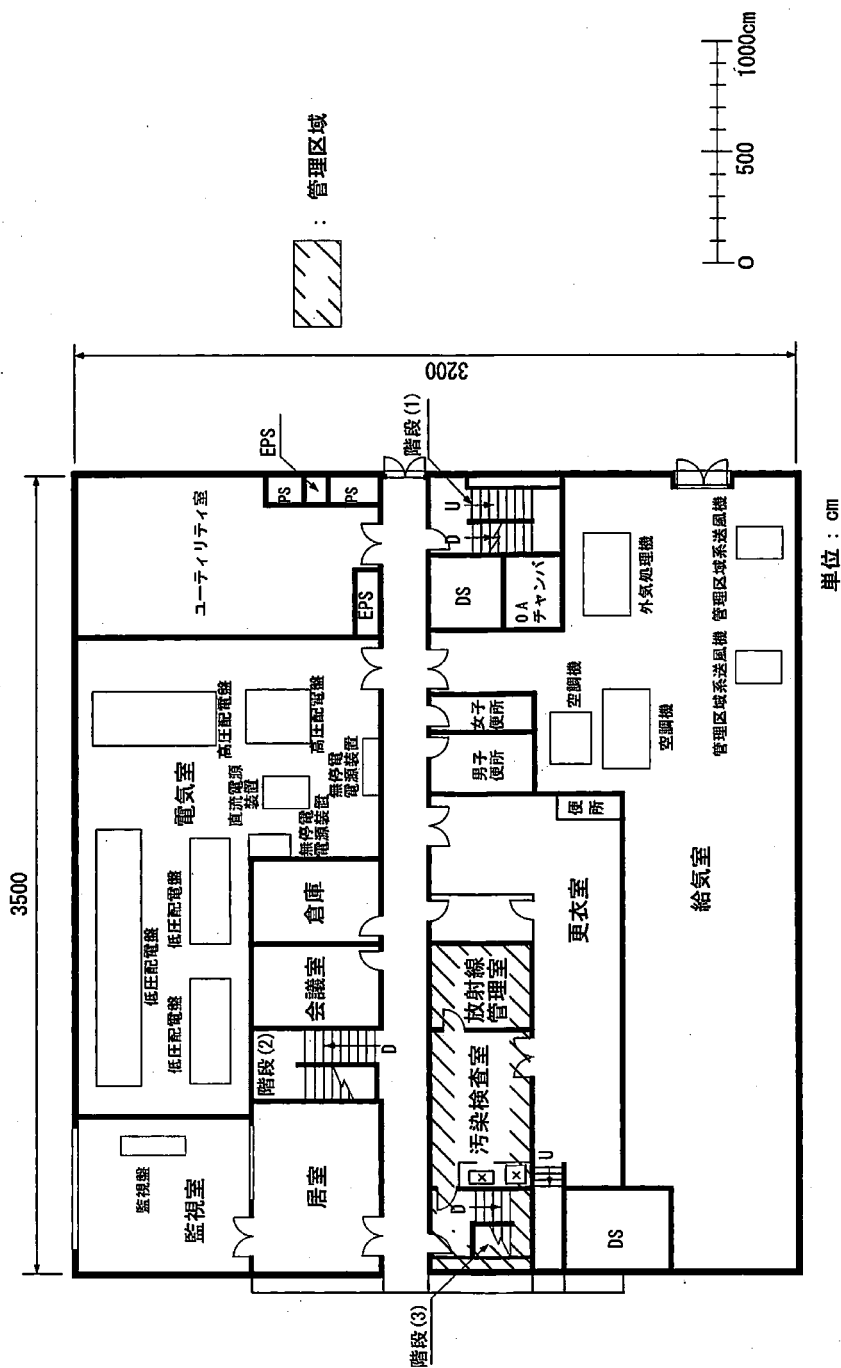 3500
3200
: 管理区域
0
500
1000cm
単位：cm
監視盤
監視室
居室
階段(2)
D
会議室
倉庫
低圧配電盤
低圧配電盤
低圧配電盤
電気室
直流電源
装置
無停電
電源装置
無停電
電源装置
高圧配電盤
高圧配電盤
ユーティリティ室
EPS
PS
EPS
PS
階段(1)
U
D
DS
OA
チャンバ
女子
便所
男子
便所
便所
更衣室
放射線
管理室
汚染検査室
U
D
階段(3)
DS
給気室
空調機
空調機
外気処理機
管理区域系送風機
管理区域系送風機